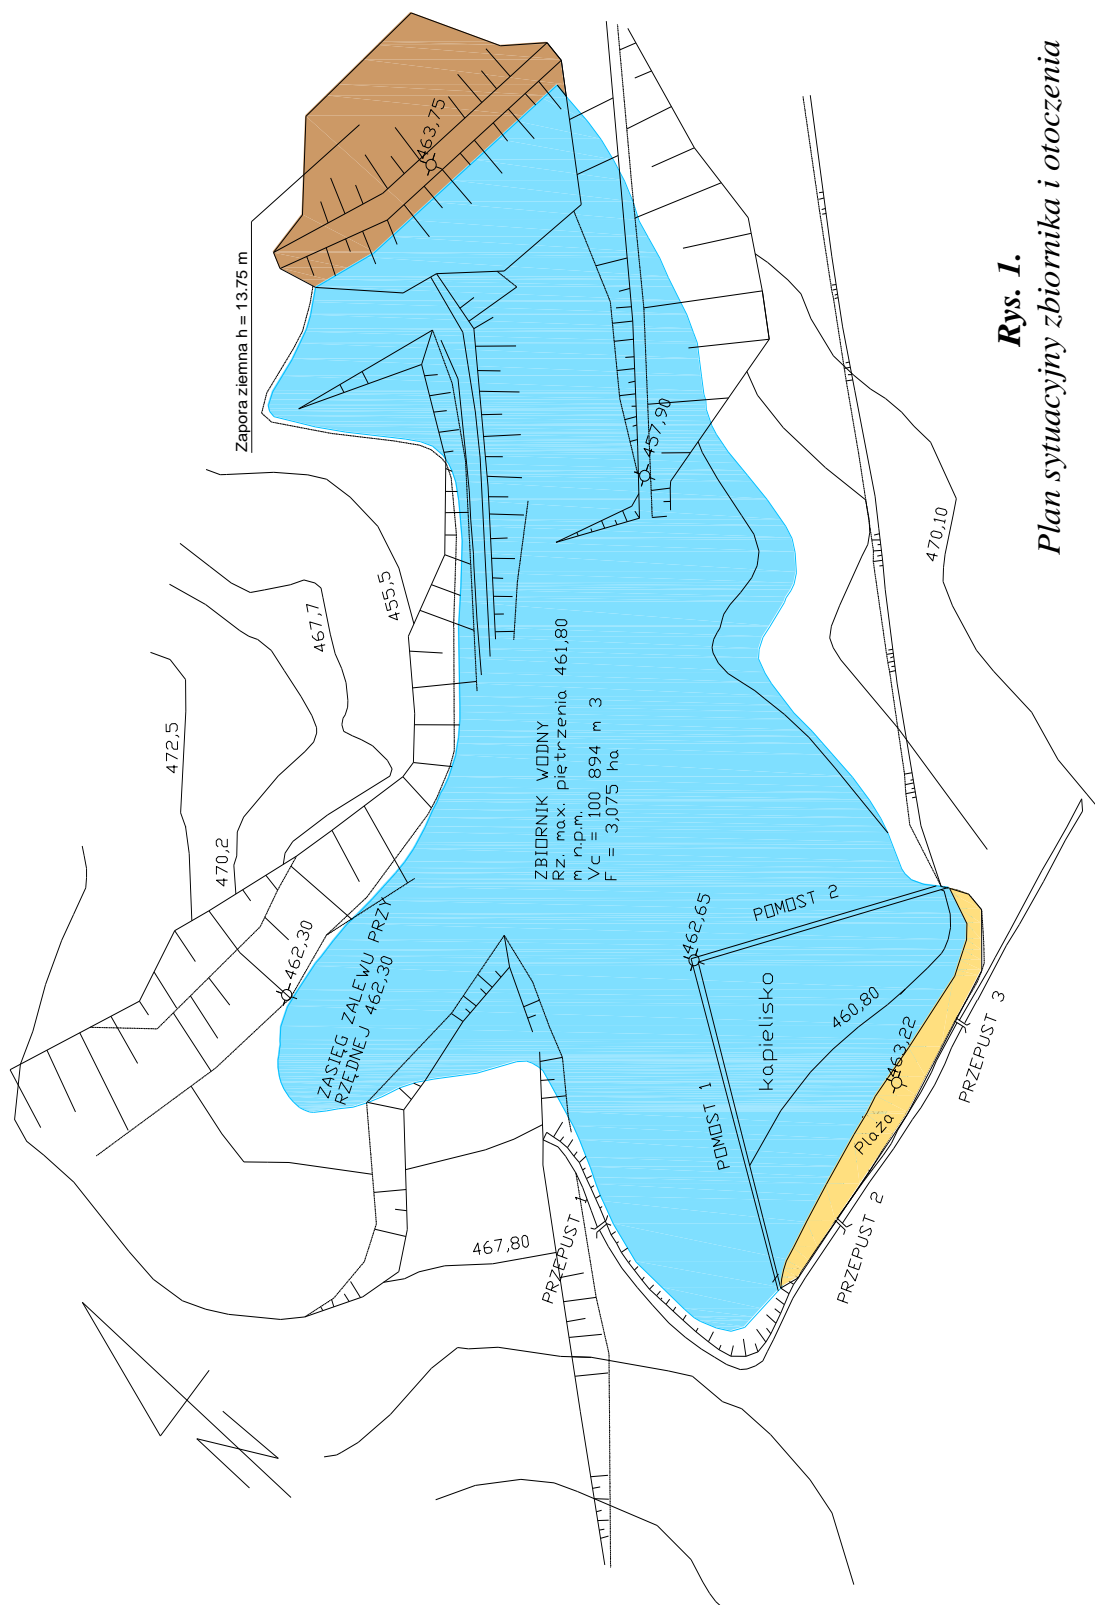 Rys. 1.
Plan sytuacyjny zbiornika i otoczenia
Zapora ziemna h = 13.75 m
463,75
457,90
470,10
455,5
467,7
472,5
470,2
462,30
ZBIORNIK WODNY
Rz. max. piętrzenia 461,80
m n.p.m.
Vc = 100 894 m 3
F = 3,075 ha
ZASIĘG ZALEWU PRZY
RZĘDNEJ 462,30
462,65
POMOST 2
kapielisko
460,80
POMOST 1
463,22
Plaża
PRZEPUST 3
PRZEPUST 2
PRZEPUST 1
467,80
N